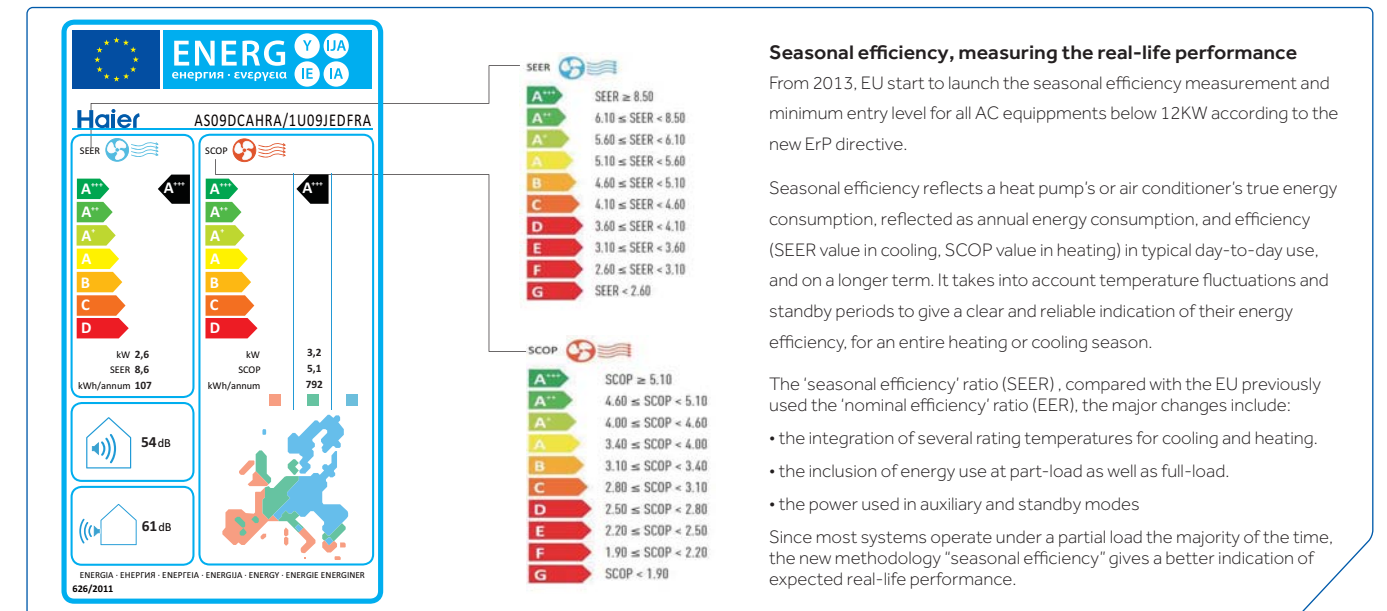 ENERG
енергия · ενεργεια
Y IJA
IE IA
Haier
AS09DCAHRA/1U09JEDFRA
SEER
A+++ A+++
A++
A+
A
B
C
D
kW 2,6
SEER 8,6
kWh/annum 107
SCOP
A+++ A+++
A++
A+
A
B
C
D
kW 3,2
SCOP 5,1
kWh/annum 792
54 dB
61 dB
ENERGIA · ЕНЕРГИЯ · ΕΝΕΡΓΕΙΑ · ENERGIJA · ENERGY · ENERGIE ENERGINER
626/2011
SEER
A+++ SEER ≥ 8.50
A++ 6.10 ≤ SEER < 8.50
A+ 5.60 ≤ SEER < 6.10
A 5.10 ≤ SEER < 5.60
B 4.60 ≤ SEER < 5.10
C 4.10 ≤ SEER < 4.60
D 3.60 ≤ SEER < 4.10
E 3.10 ≤ SEER < 3.60
F 2.60 ≤ SEER < 3.10
G SEER < 2.60
SCOP
A+++ SCOP ≥ 5.10
A++ 4.60 ≤ SCOP < 5.10
A+ 4.00 ≤ SCOP < 4.60
A 3.40 ≤ SCOP < 4.00
B 3.10 ≤ SCOP < 3.40
C 2.80 ≤ SCOP < 3.10
D 2.50 ≤ SCOP < 2.80
E 2.20 ≤ SCOP < 2.50
F 1.90 ≤ SCOP < 2.20
G SCOP < 1.90
Seasonal efficiency, measuring the real-life performance
From 2013, EU start to launch the seasonal efficiency measurement and
minimum entry level for all AC equippments below 12KW according to the
new ErP directive.
Seasonal efficiency reflects a heat pump's or air conditioner's true energy
consumption, reflected as annual energy consumption, and efficiency
(SEER value in cooling, SCOP value in heating) in typical day-to-day use,
and on a longer term. It takes into account temperature fluctuations and
standby periods to give a clear and reliable indication of their energy
efficiency, for an entire heating or cooling season.
The 'seasonal efficiency' ratio (SEER) , compared with the EU previously
used the 'nominal efficiency' ratio (EER), the major changes include:
• the integration of several rating temperatures for cooling and heating.
• the inclusion of energy use at part-load as well as full-load.
• the power used in auxiliary and standby modes
Since most systems operate under a partial load the majority of the time,
the new methodology "seasonal efficiency" gives a better indication of
expected real-life performance.